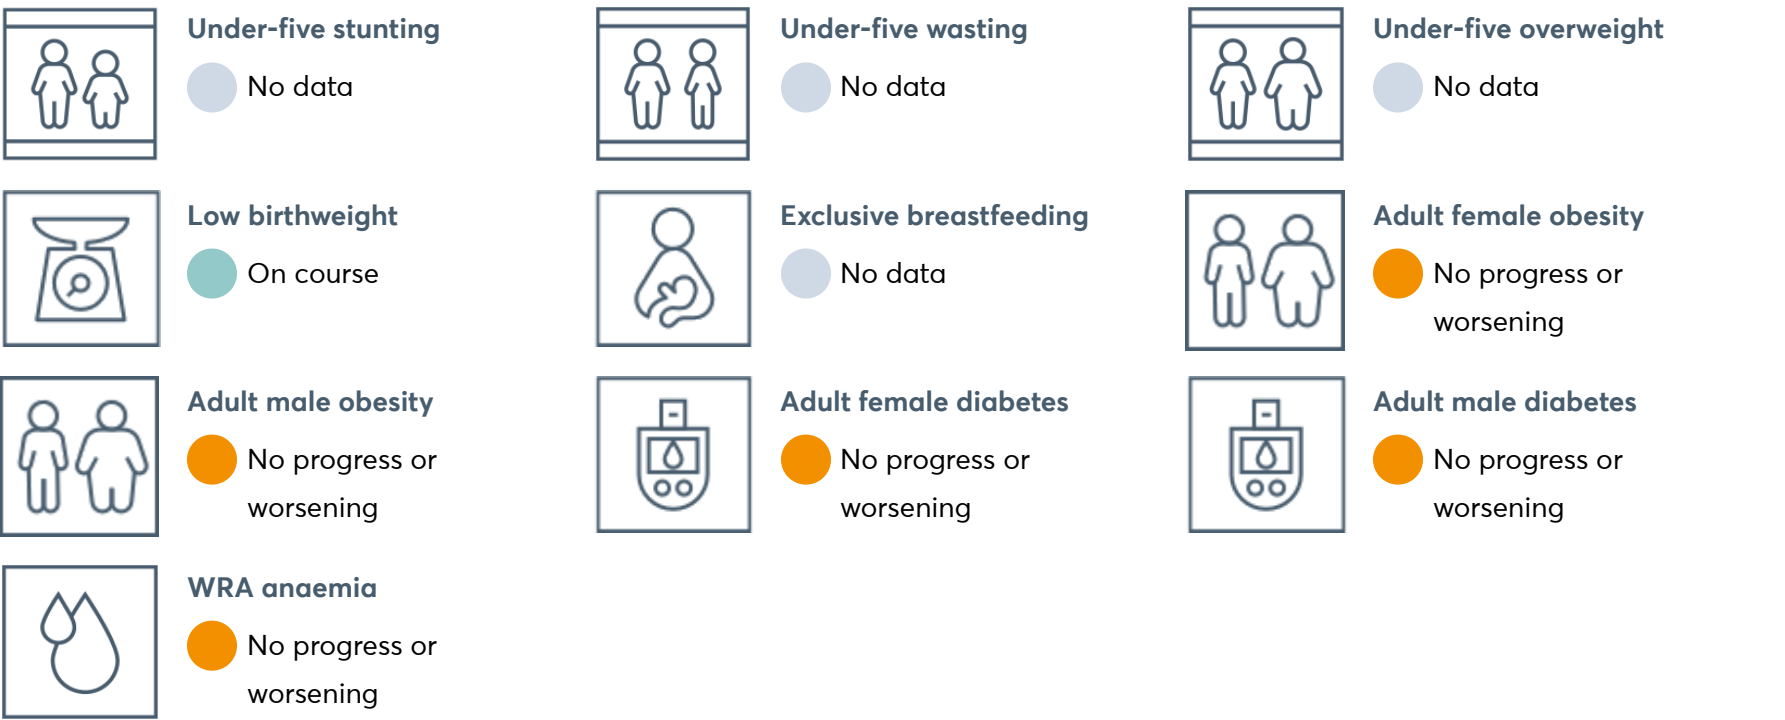 Under-five stunting
No data
Under-five wasting
No data
Under-five overweight
No data
Low birthweight
On course
Exclusive breastfeeding
No data
Adult female obesity
No progress or
worsening
Adult male obesity
No progress or
worsening
Adult female diabetes
No progress or
worsening
Adult male diabetes
No progress or
worsening
WRA anaemia
No progress or
worsening